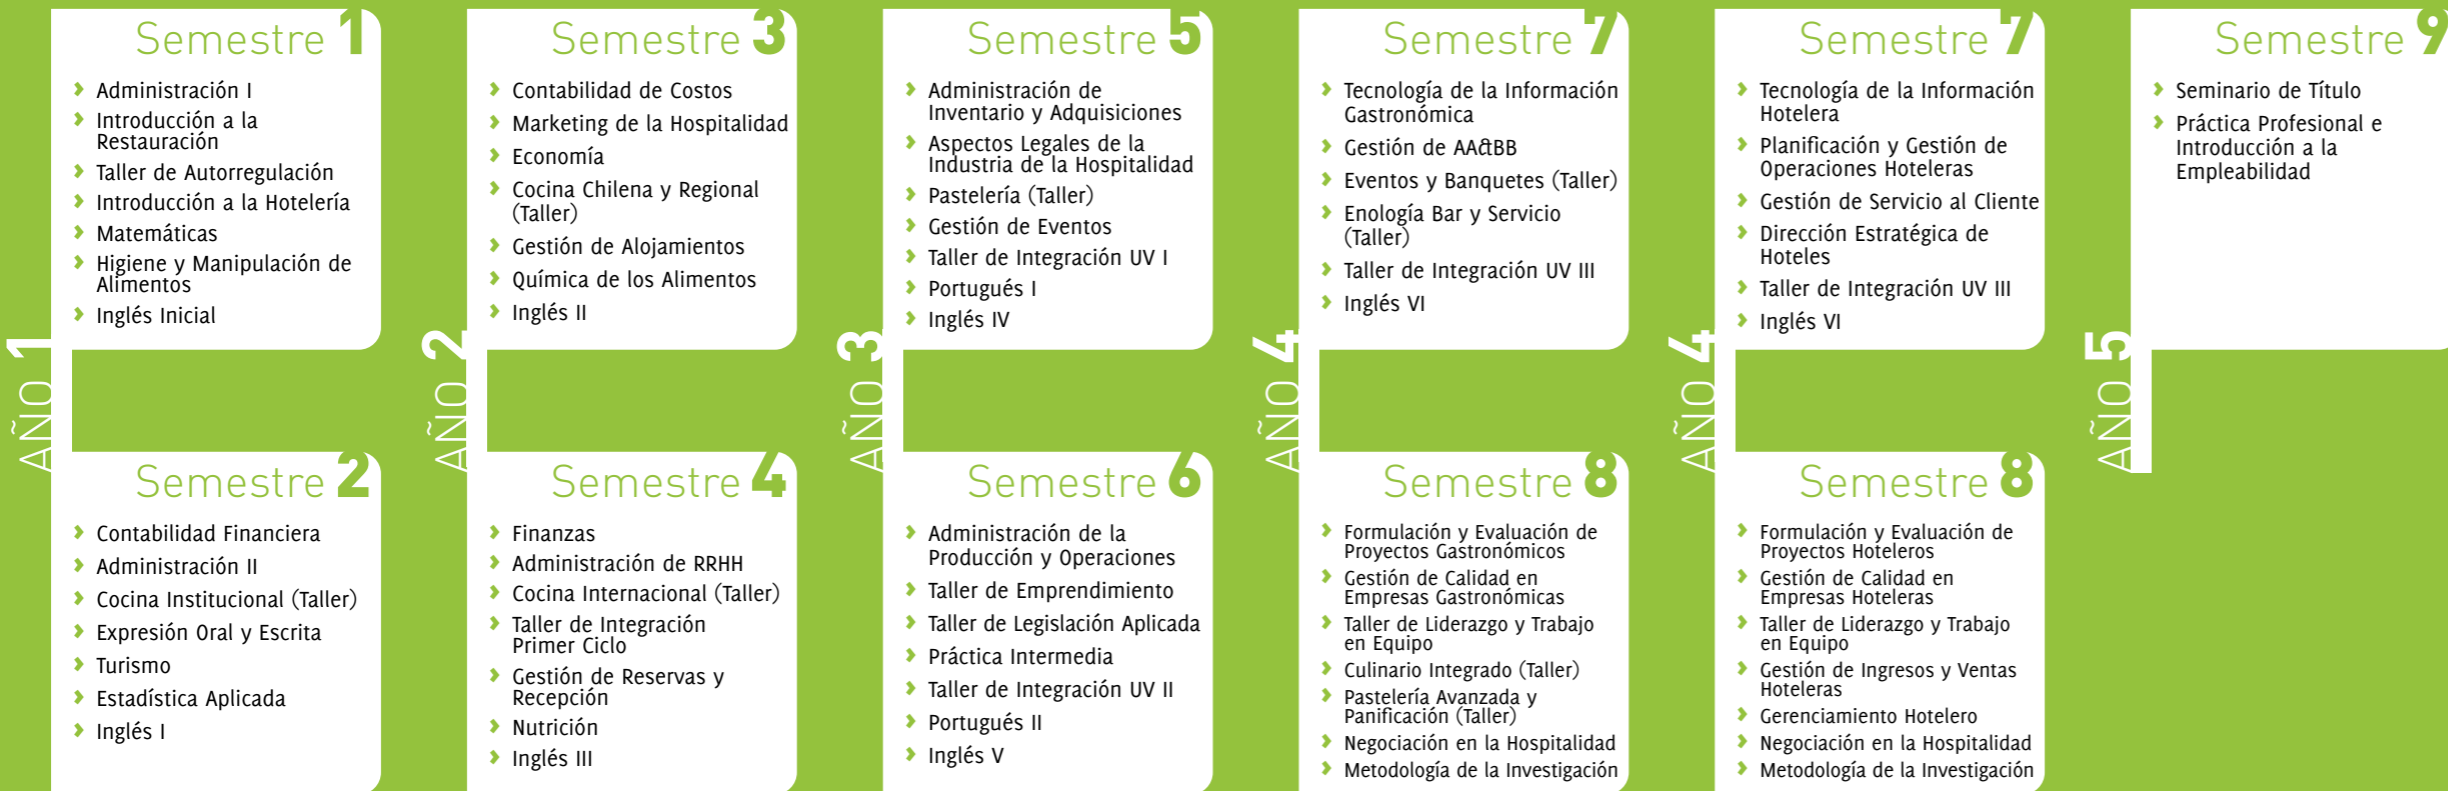 AÑO 1
Semestre 1
Administración I
Introducción a la
Restauración
Taller de Autorregulación
Introducción a la Hotelería
Matemáticas
Higiene y Manipulación de
Alimentos
Inglés Inicial
Semestre 2
Contabilidad Financiera
Administración II
Cocina Institucional (Taller)
Expresión Oral y Escrita
Turismo
Estadística Aplicada
Inglés I
AÑO 2
Semestre 3
Contabilidad de Costos
Marketing de la Hospitalidad
Economía
Cocina Chilena y Regional
(Taller)
Gestión de Alojamientos
Química de los Alimentos
Inglés II
Semestre 4
Finanzas
Administración de RRHH
Cocina Internacional (Taller)
Taller de Integración
Primer Ciclo
Gestión de Reservas y
Recepción
Nutrición
Inglés III
AÑO 3
Semestre 5
Administración de
Inventario y Adquisiciones
Aspectos Legales de la
Industria de la Hospitalidad
Pastelería (Taller)
Gestión de Eventos
Taller de Integración UV I
Portugués I
Inglés IV
Semestre 6
Administración de la
Producción y Operaciones
Taller de Emprendimiento
Taller de Legislación Aplicada
Práctica Intermedia
Taller de Integración UV II
Portugués II
Inglés V
AÑO 4
Semestre 7
Tecnología de la Información
Gastronómica
Gestión de AA&BB
Eventos y Banquetes (Taller)
Enología Bar y Servicio
(Taller)
Taller de Integración UV III
Inglés VI
Semestre 8
Formulación y Evaluación de
Proyectos Gastronómicos
Gestión de Calidad en
Empresas Gastronómicas
Taller de Liderazgo y Trabajo
en Equipo
Culinario Integrado (Taller)
Pastelería Avanzada y
Panificación (Taller)
Negociación en la Hospitalidad
Metodología de la Investigación
AÑO 4
Semestre 7
Tecnología de la Información
Hotelera
Planificación y Gestión de
Operaciones Hoteleras
Gestión de Servicio al Cliente
Dirección Estratégica de
Hoteles
Taller de Integración UV III
Inglés VI
Semestre 8
Formulación y Evaluación de
Proyectos Hoteleros
Gestión de Calidad en
Empresas Hoteleras
Taller de Liderazgo y Trabajo
en Equipo
Gestión de Ingresos y Ventas
Hoteleras
Gerenciamiento Hotelero
Negociación en la Hospitalidad
Metodología de la Investigación
AÑO 5
Semestre 9
Seminario de Título
Práctica Profesional e
Introducción a la
Empleabilidad